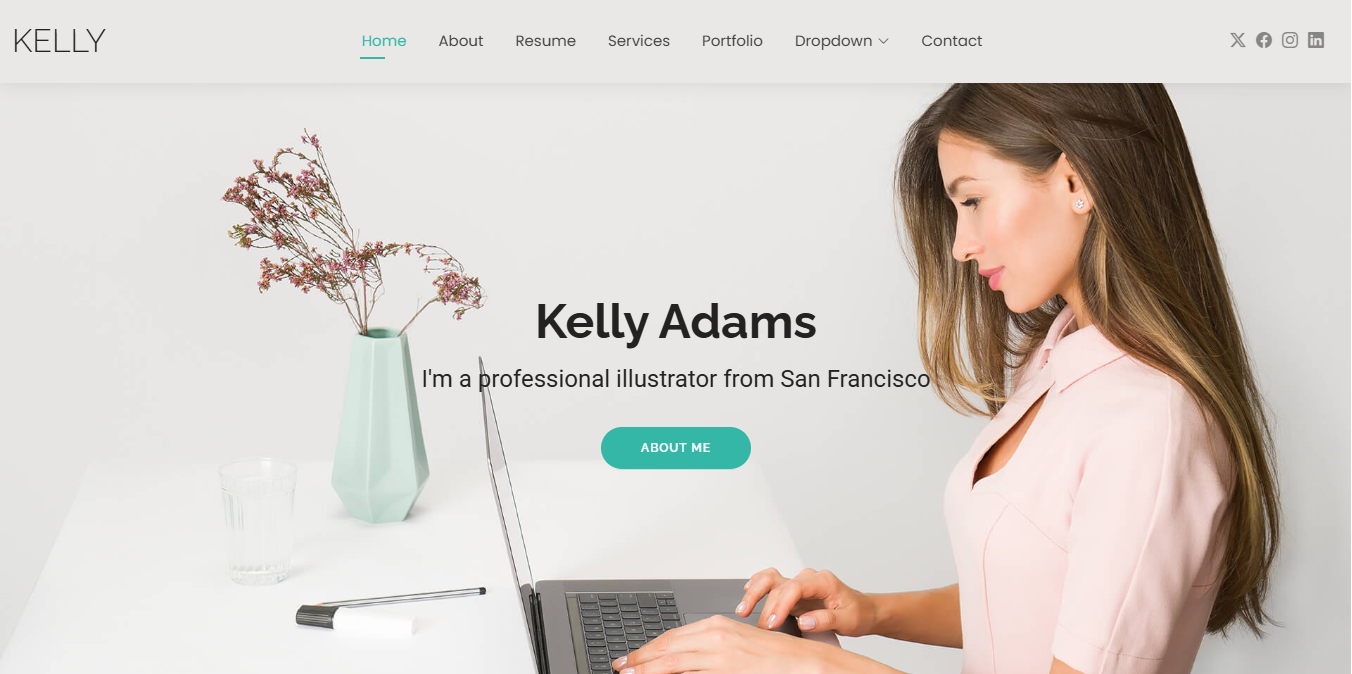 KELLY
Home About Resume Services Portfolio Dropdown Contact
Kelly Adams
I'm a professional illustrator from San Francisco
ABOUT ME